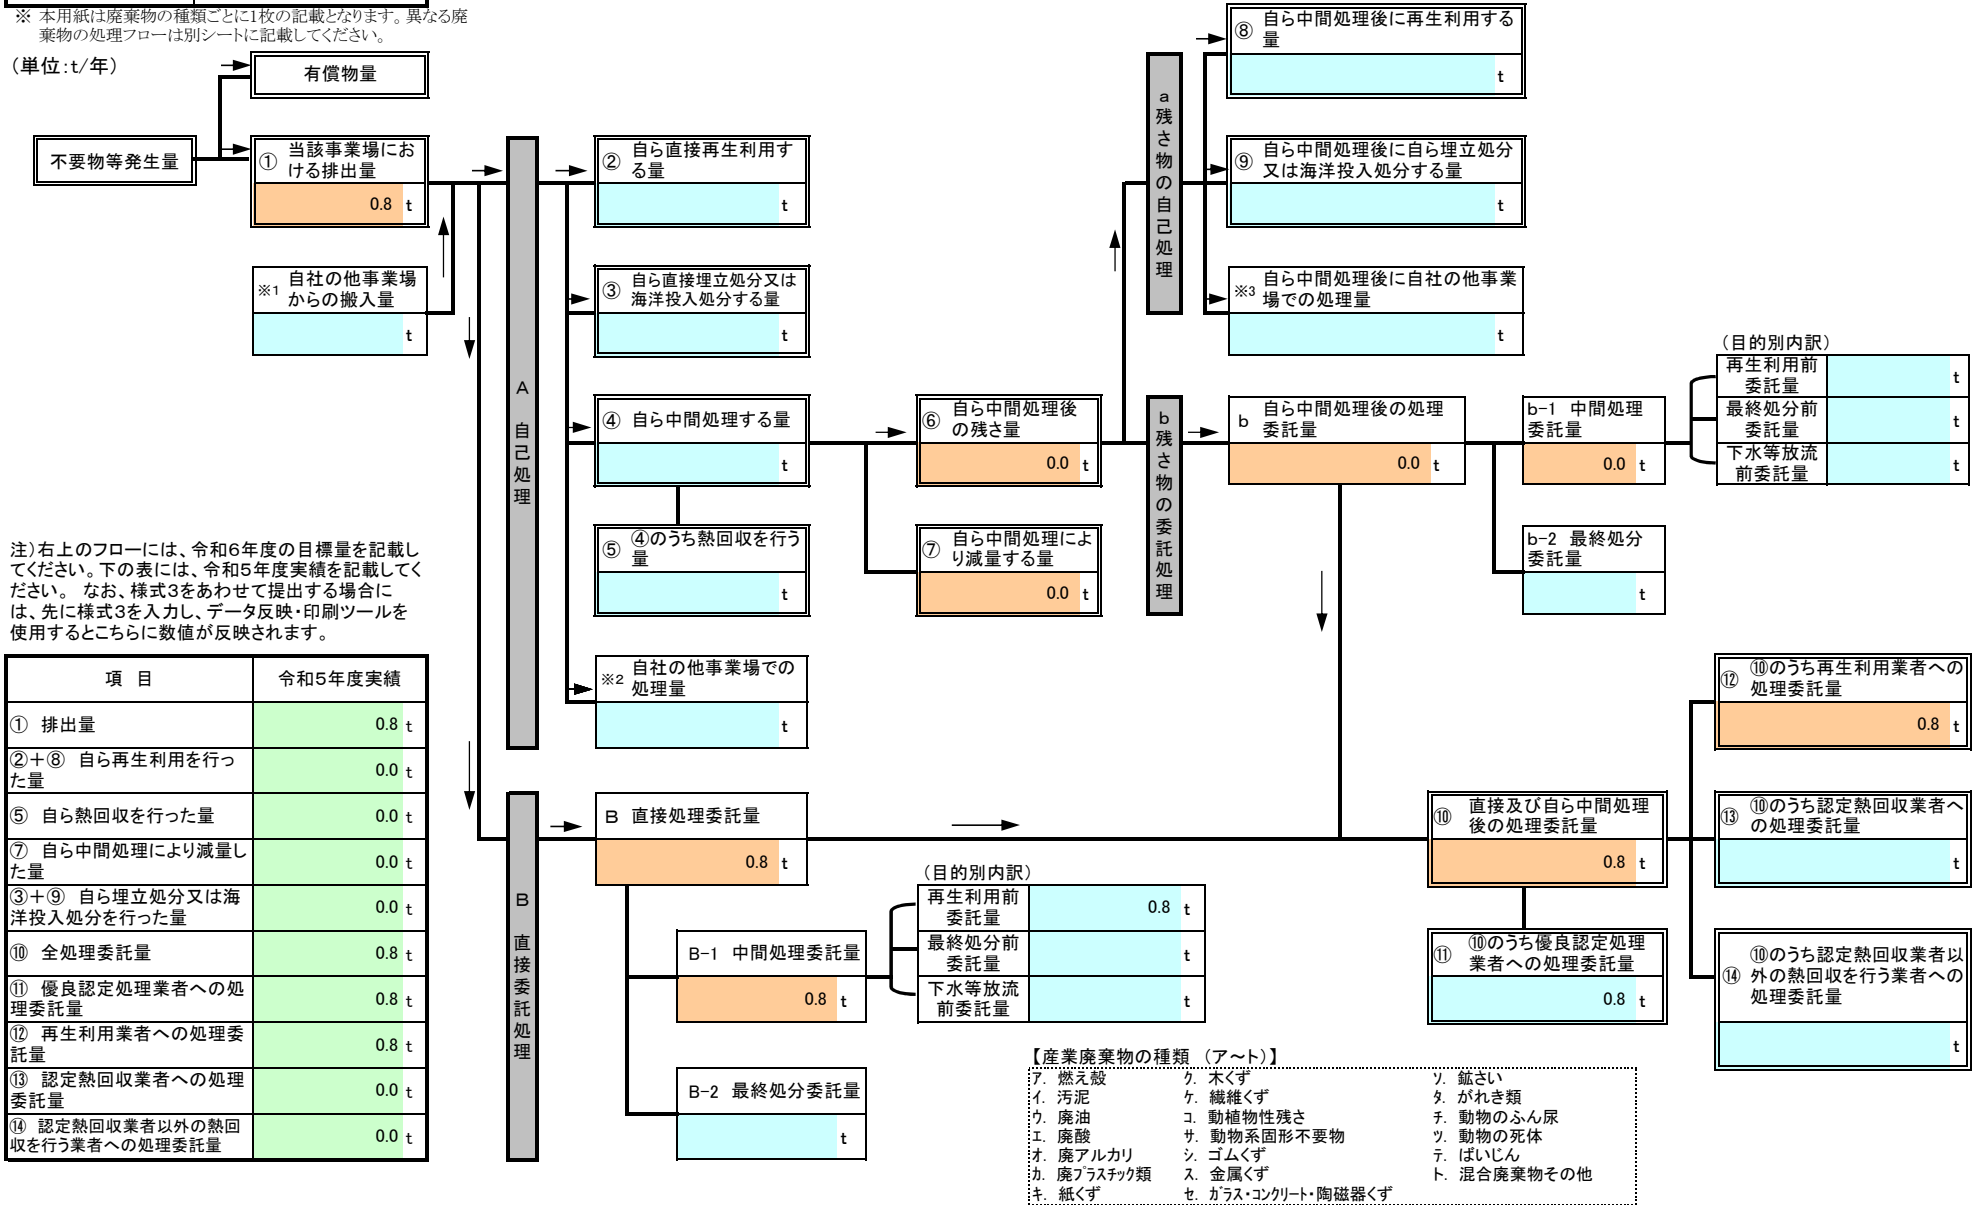 ※ 本用紙は廃棄物の種類ごとに1枚の記載となります。異なる廃
棄物の処理フローは別シートに記載してください。
（単位：t/年）
有償物量
不要物等発生量
① 当該事業場にお
ける排出量
0.8 t
※1 自社の他事業場
からの搬入量
t
A 自己処理
② 自ら直接再生利用す
る量
t
③ 自ら直接埋立処分又は
海洋投入処分する量
t
④ 自ら中間処理する量
t
⑤ ④のうち熱回収を行う
量
t
※2 自社の他事業場での
処理量
t
⑥ 自ら中間処理後
の残さ量
0.0 t
⑦ 自ら中間処理によ
り減量する量
0.0 t
a 残さ物の自己処理
⑧ 自ら中間処理後に再生利用する
量
t
⑨ 自ら中間処理後に自ら埋立処分
又は海洋投入処分する量
t
※3 自ら中間処理後に自社の他事業
場での処理量
t
b 残さ物の委託処理
b 自ら中間処理後の処理
委託量
0.0 t
b-1 中間処理
委託量
0.0 t
（目的別内訳）
再生利用前
委託量
t
最終処分前
委託量
t
下水等放流
前委託量
t
b-2 最終処分
委託量
t
注）右上のフローには、令和6年度の目標量を記載し
てください。下の表には、令和5年度実績を記載してく
ださい。 なお、様式3をあわせて提出する場合に
は、先に様式3を入力し、データ反映・印刷ツールを
使用するとこちらに数値が反映されます。
項 目 令和5年度実績
① 排出量 0.8 t
②＋⑧ 自ら再生利用を行っ
た量 0.0 t
⑤ 自ら熱回収を行った量 0.0 t
⑦ 自ら中間処理により減量し
た量 0.0 t
③＋⑨ 自ら埋立処分又は海
洋投入処分を行った量 0.0 t
⑩ 全処理委託量 0.8 t
⑪ 優良認定処理業者への処
理委託量 0.8 t
⑫ 再生利用業者への処理委
託量 0.8 t
⑬ 認定熱回収業者への処理
委託量 0.0 t
⑭ 認定熱回収業者以外の熱回
収を行う業者への処理委託量 0.0 t
B 直接委託処理
B 直接処理委託量
0.8 t
B-1 中間処理委託量
0.8 t
（目的別内訳）
再生利用前
委託量
0.8 t
最終処分前
委託量
t
下水等放流
前委託量
t
B-2 最終処分委託量
t
⑩ 直接及び自ら中間処理
後の処理委託量
0.8 t
⑪ ⑩のうち優良認定処理
業者への処理委託量
0.8 t
⑫ ⑩のうち再生利用業者への
処理委託量
0.8 t
⑬ ⑩のうち認定熱回収業者へ
の処理委託量
t
⑭ ⑩のうち認定熱回収業者以
外の熱回収を行う業者への
処理委託量
t
【産業廃棄物の種類 （ア～ト）】
ア. 燃え殻 ク. 木くず ソ. 鉱さい
イ. 汚泥 ケ. 繊維くず タ. がれき類
ウ. 廃油 コ. 動植物性残さ チ. 動物のふん尿
エ. 廃酸 サ. 動物系固形不要物 ツ. 動物の死体
オ. 廃アルカリ シ. ゴムくず テ. ばいじん
カ. 廃プラスチック類 ス. 金属くず ト. 混合廃棄物その他
キ. 紙くず セ. ガラス・コンクリート・陶磁器くず